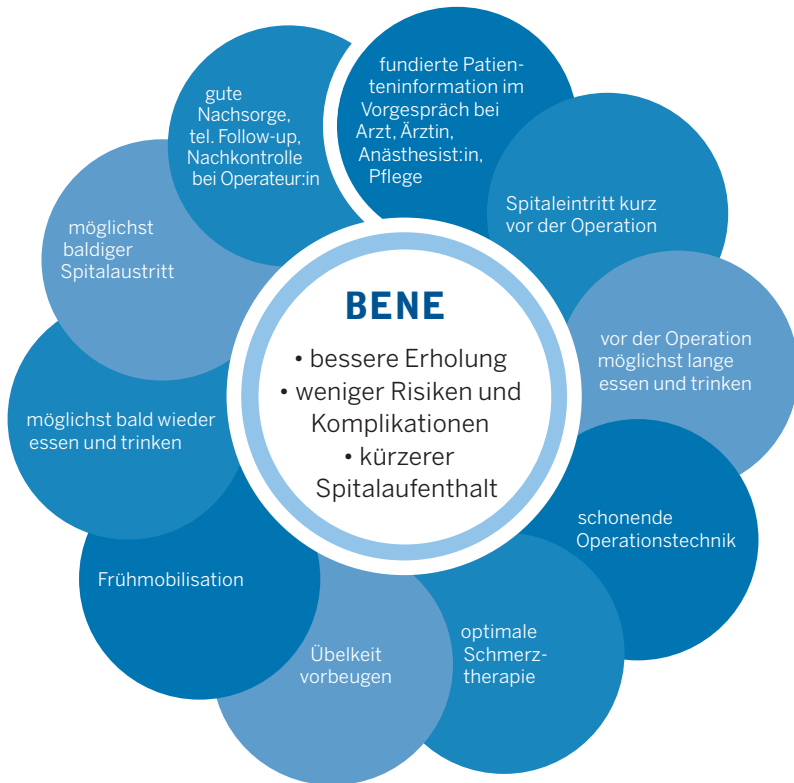 fundierte Patien-
tenteninformation im
Vorgespräch bei
Arzt, Ärztin,
Anästhesist:in,
Pflege
Spitaleintritt kurz
vor der Operation
vor der Operation
möglichst lange
essen und trinken
schonende
Operationstechnik
optimale
Schmerz-
therapie
Übelkeit
vorbeugen
Frühmobilisation
möglichst bald wieder
essen und trinken
möglichst
baldiger
Spitalaustritt
gute
Nachsorge,
tel. Follow-up,
Nachkontrolle
bei Operateur:in
BENE
• bessere Erholung
• weniger Risiken und
Komplikationen
• kürzerer
Spitalaufenthalt